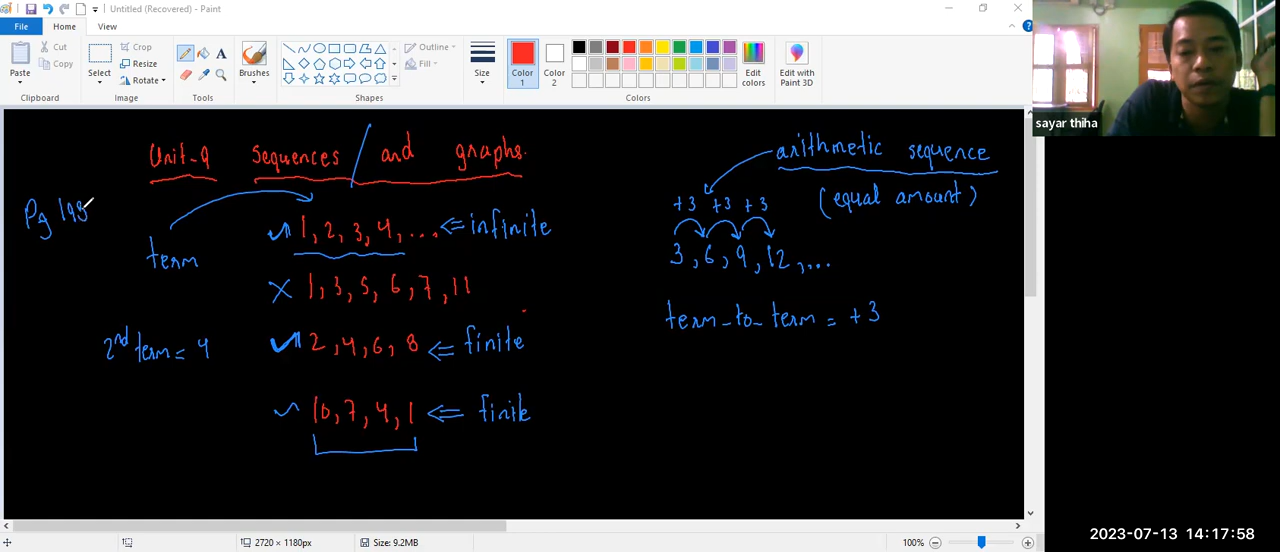 Untitled (Recovered) - Paint
File Home View
Paste
Cut
Copy
Clipboard
Select
Crop
Resize
Rotate
Image
Tools
Brushes
Shapes
Outline
Fill
Size
Color 1
Color 2
Colors
Edit colors
Edit with Paint 3D
sayar thiha
Unit-9 Sequences and graphs.
Pg 198
term
1, 2, 3, 4, ... ⇐ infinite
1, 3, 5, 6, 7, 11
2nd term = 4
2, 4, 6, 8 ⇐ finite
10, 7, 4, 1 ⇐ finite
arithmetic sequence
(equal amount)
+3 +3 +3
3, 6, 9, 12, ...
term-to-term = +3
2720 × 1180px
Size: 9.2MB
100%
2023-07-13 14:17:58